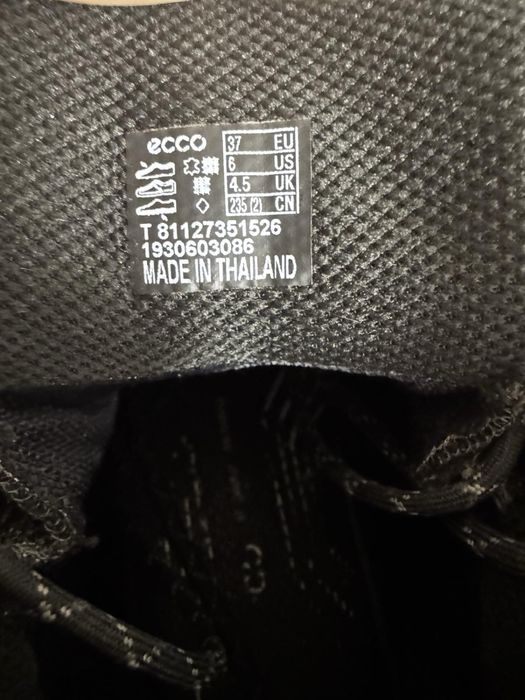 ecco
37 EU
6 US
4.5 UK
235 (2) CN
T 81127351526
1930603086
MADE IN THAILAND